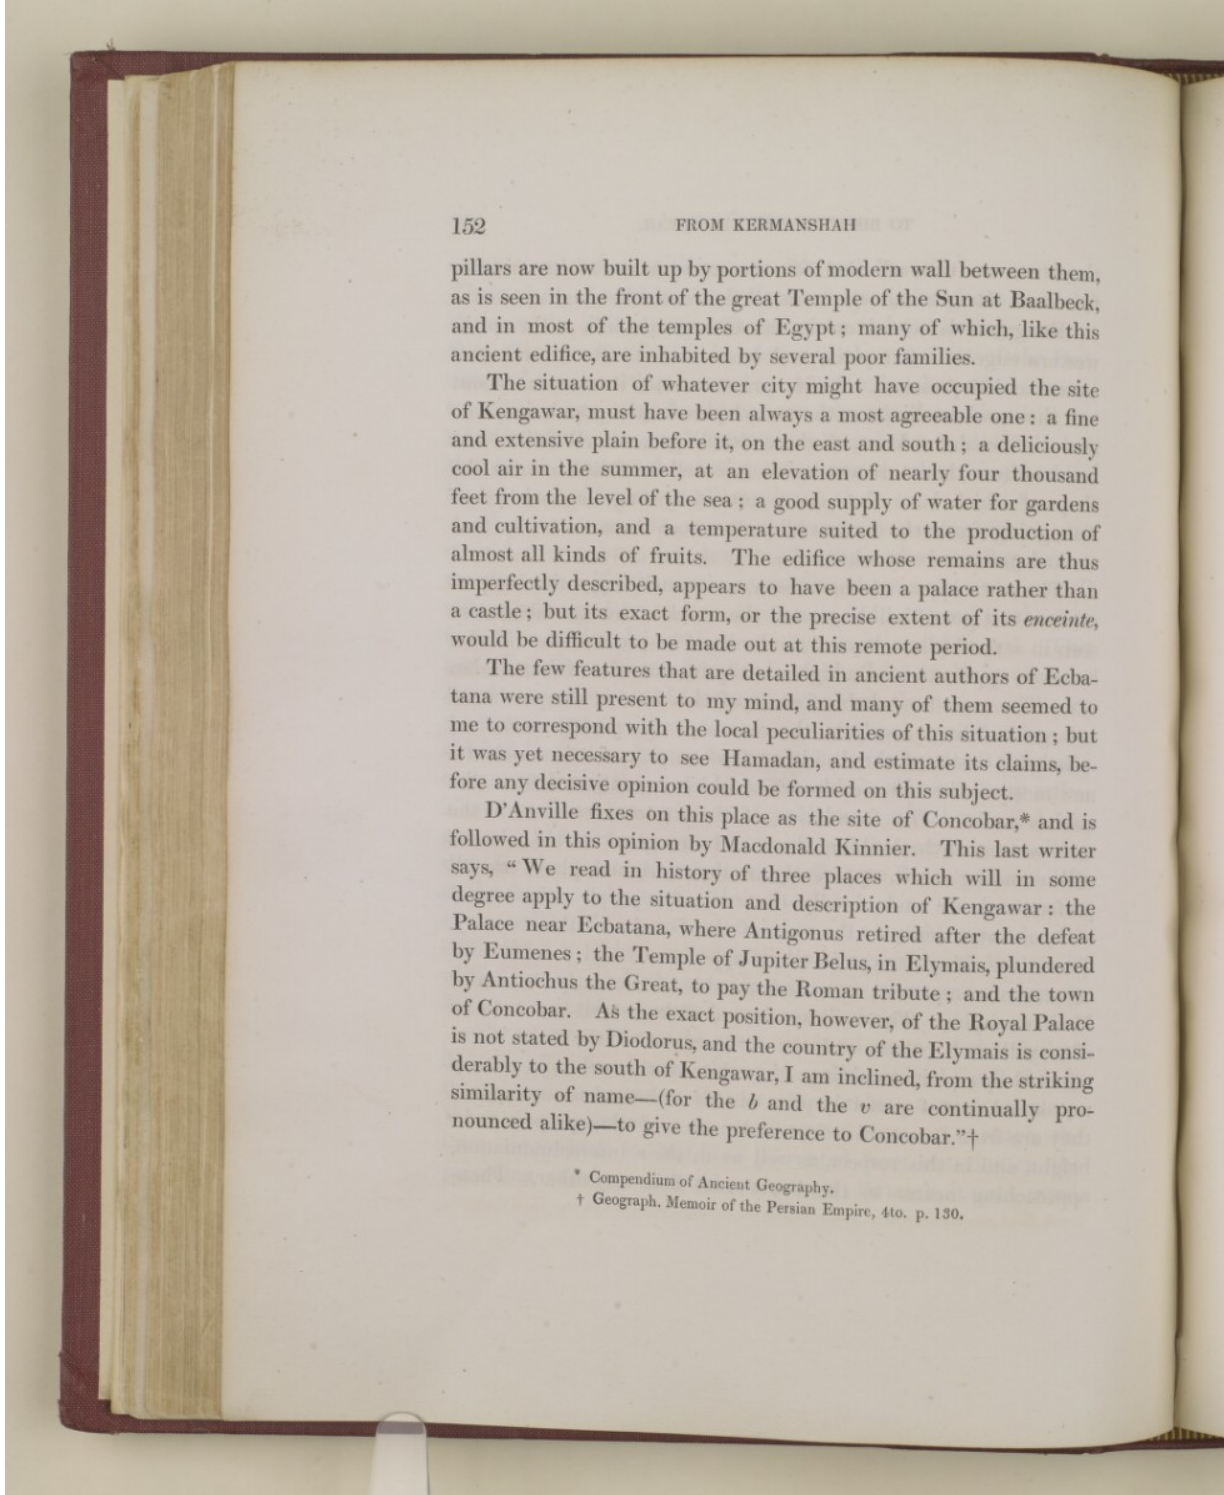 152 FROM KERMANSHAH
pillars are now built up by portions of modern wall between them,
as is seen in the front of the great Temple of the Sun at Baalbeck,
and in most of the temples of Egypt; many of which, like this
ancient edifice, are inhabited by several poor families.
The situation of whatever city might have occupied the site
of Kengawar, must have been always a most agreeable one: a fine
and extensive plain before it, on the east and south; a deliciously
cool air in the summer, at an elevation of nearly four thousand
feet from the level of the sea; a good supply of water for gardens
and cultivation, and a temperature suited to the production of
almost all kinds of fruits. The edifice whose remains are thus
imperfectly described, appears to have been a palace rather than
a castle; but its exact form, or the precise extent of its enceinte,
would be difficult to be made out at this remote period.
The few features that are detailed in ancient authors of Ecba-
tana were still present to my mind, and many of them seemed to
me to correspond with the local peculiarities of this situation; but
it was yet necessary to see Hamadan, and estimate its claims, be-
fore any decisive opinion could be formed on this subject.
D'Anville fixes on this place as the site of Concobar,* and is
followed in this opinion by Macdonald Kinnier. This last writer
says, “We read in history of three places which will in some
degree apply to the situation and description of Kengawar: the
Palace near Ecbatana, where Antigonus retired after the defeat
by Eumenes; the Temple of Jupiter Belus, in Elymais, plundered
by Antiochus the Great, to pay the Roman tribute; and the town
of Concobar. As the exact position, however, of the Royal Palace
is not stated by Diodorus, and the country of the Elymais is consi-
derably to the south of Kengawar, I am inclined, from the striking
similarity of name—(for the b and the v are continually pro-
nounced alike)—to give the preference to Concobar.”†
* Compendium of Ancient Geography.
† Geograph. Memoir of the Persian Empire, 4to. p. 130.